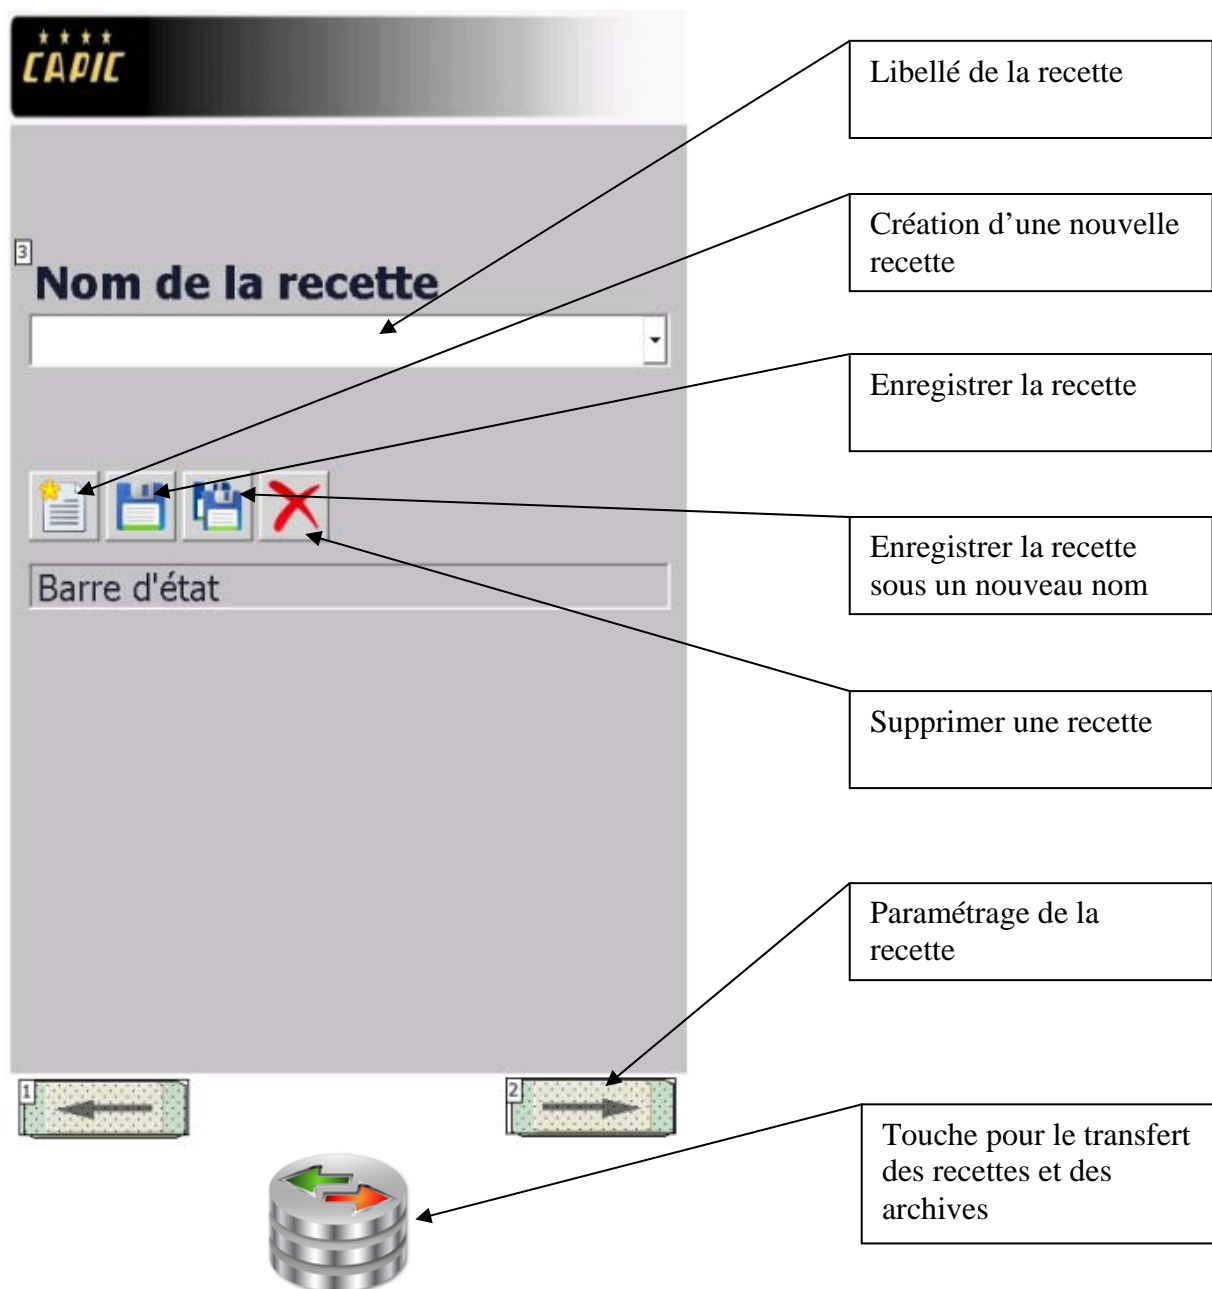 CAPIC
Libellé de la recette
Création d’une nouvelle
recette
3
Nom de la recette
Enregistrer la recette
Enregistrer la recette
sous un nouveau nom
Barre d'état
Supprimer une recette
Paramétrage de la
recette
1
2
Touche pour le transfert
des recettes et des
archives